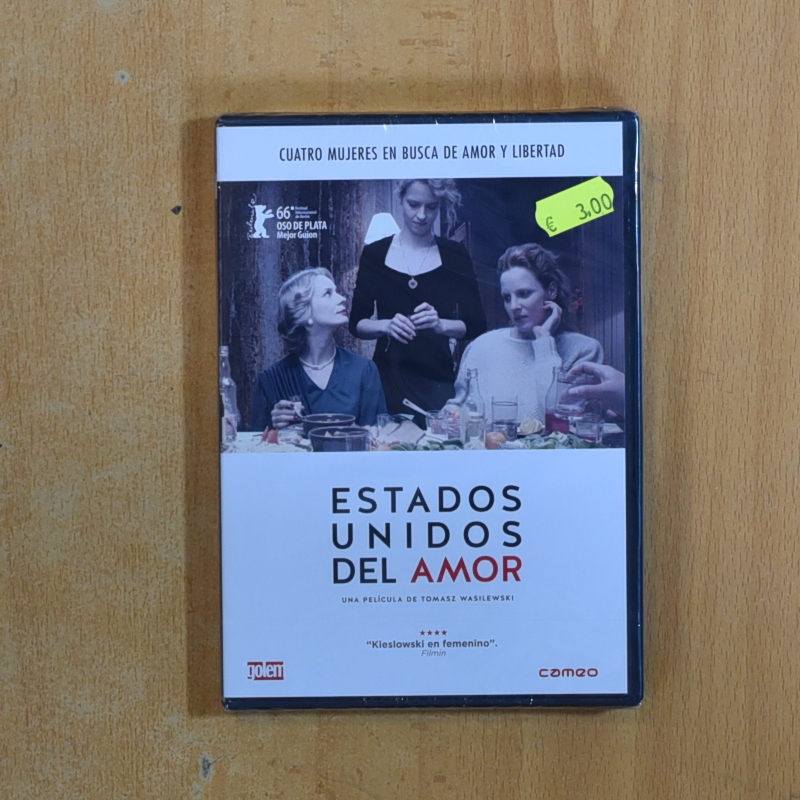 CUATRO MUJERES EN BUSCA DE AMOR Y LIBERTAD
€ 3,00
66
OSO DE PLATA
Mejor Guion
ESTADOS
UNIDOS
DEL AMOR
UNA PELÍCULA DE TOMASZ WASILEWSKI
★★★★
“Kieslowski en femenino”.
Filmin
golem
cameo